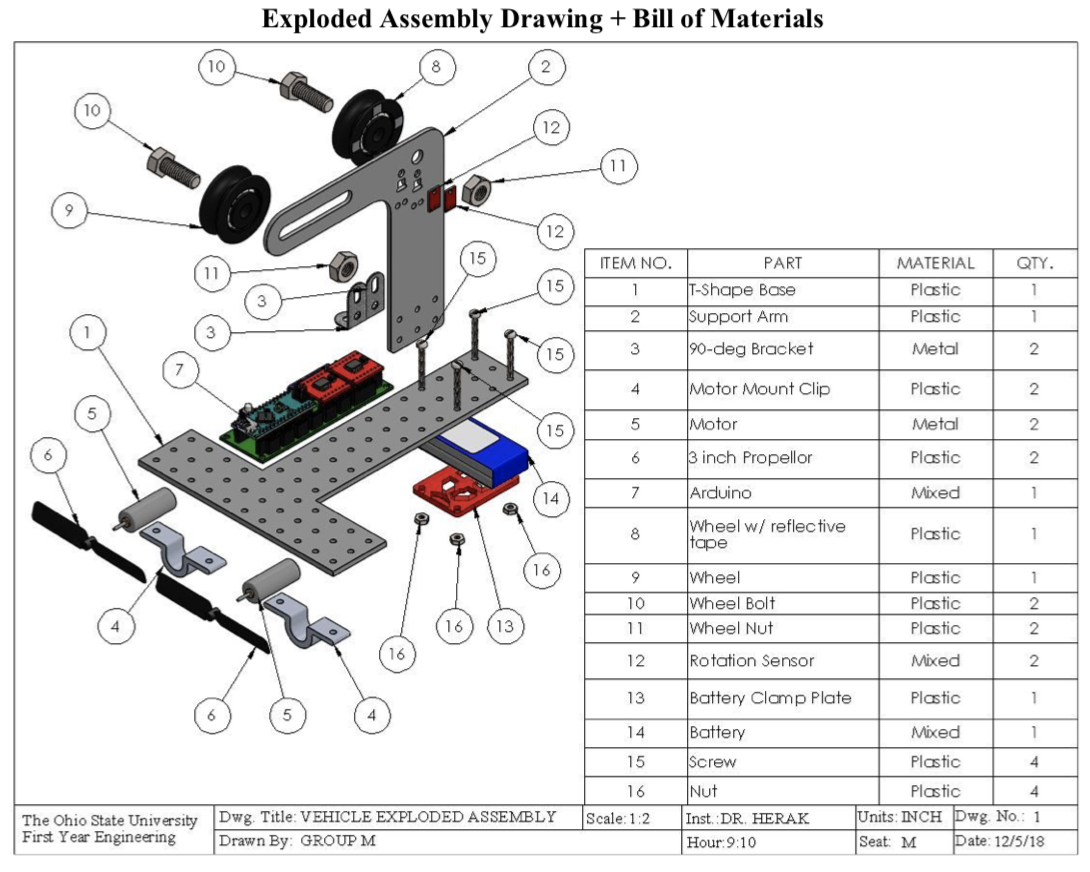 Exploded Assembly Drawing + Bill of Materials
10
8
2
10
12
11
9
12
15
11
15
3
3
1
15
7
5
15
6
14
16
4
16
13
16
6
5
4
ITEM NO. PART MATERIAL QTY.
1 T-Shape Base Plastic 1
2 Support Arm Plastic 1
3 90-deg Bracket Metal 2
4 Motor Mount Clip Plastic 2
5 Motor Metal 2
6 3 inch Propellor Plastic 2
7 Arduino Mixed 1
8 Wheel w/ reflective tape Plastic 1
9 Wheel Plastic 1
10 Wheel Bolt Plastic 2
11 Wheel Nut Plastic 2
12 Rotation Sensor Mixed 2
13 Battery Clamp Plate Plastic 1
14 Battery Mixed 1
15 Screw Plastic 4
16 Nut Plastic 4
The Ohio State University
First Year Engineering
Dwg. Title: VEHICLE EXPLODED ASSEMBLY
Drawn By: GROUP M
Scale:1:2
Inst.:DR. HERAK
Hour:9:10
Units: INCH
Seat: M
Dwg. No.: 1
Date: 12/5/18